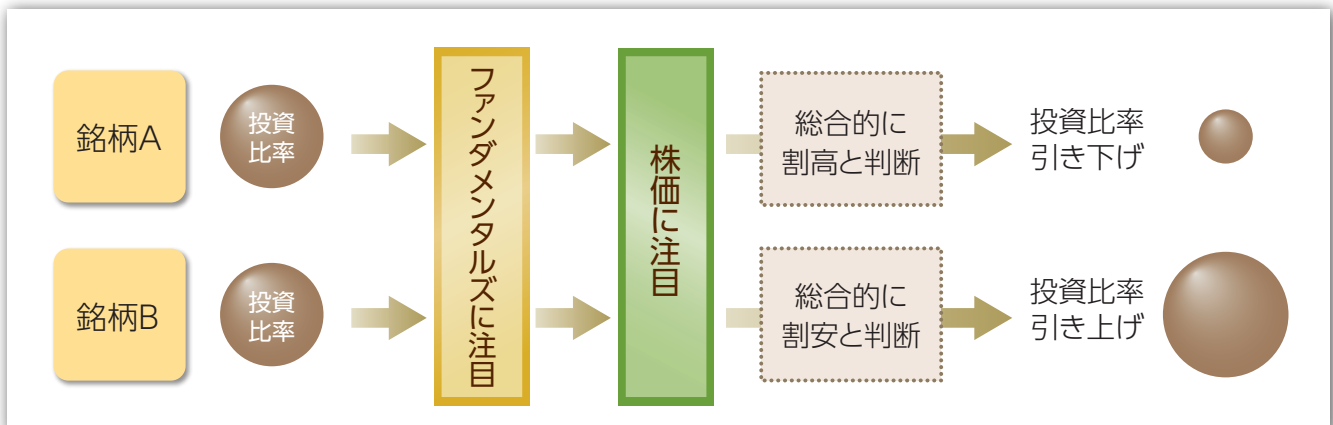 銘柄A
投資
比率
ファンダメンタルズに注目
株価に注目
総合的に
割高と判断
投資比率
引き下げ
銘柄B
投資
比率
総合的に
割安と判断
投資比率
引き上げ